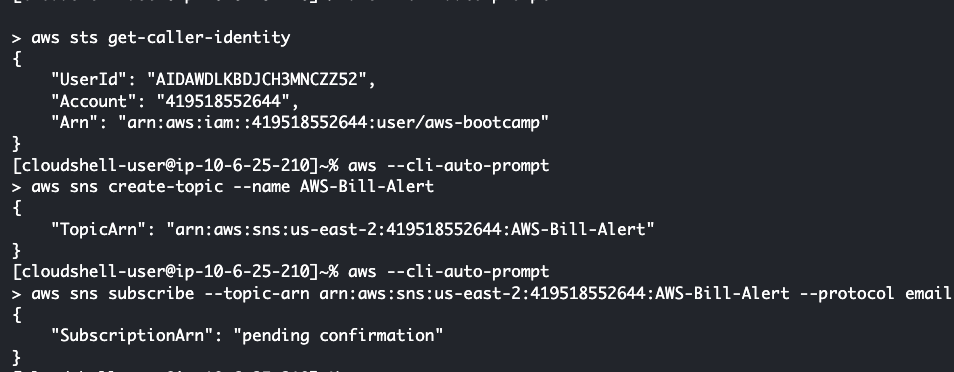 > aws sts get-caller-identity
{
    "UserId": "AIDAWDLKBDJCH3MNCZZ52",
    "Account": "419518552644",
    "Arn": "arn:aws:iam::419518552644:user/aws-bootcamp"
}
[cloudshell-user@ip-10-6-25-210]~% aws --cli-auto-prompt
> aws sns create-topic --name AWS-Bill-Alert
{
    "TopicArn": "arn:aws:sns:us-east-2:419518552644:AWS-Bill-Alert"
}
[cloudshell-user@ip-10-6-25-210]~% aws --cli-auto-prompt
> aws sns subscribe --topic-arn arn:aws:sns:us-east-2:419518552644:AWS-Bill-Alert --protocol email
{
    "SubscriptionArn": "pending confirmation"
}